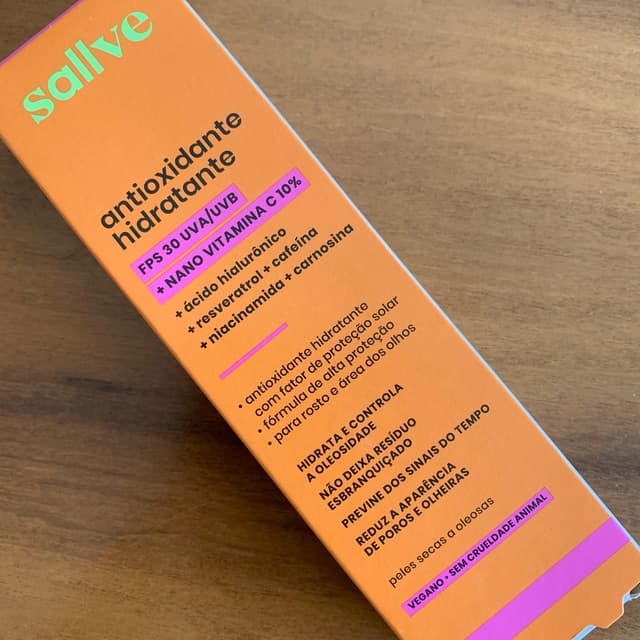 sallve
antioxidante
hidratante
FPS 30 UVA/UVB
+ NANO VITAMINA C 10%
+ ácido hialurônico
+ resveratrol + cafeína
+ niacinamida + carnosina
• antioxidante hidratante
com fator de proteção solar
• fórmula de alta proteção
• para rosto e área dos olhos
HIDRATA E CONTROLA
A OLEOSIDADE
NÃO DEIXA RESÍDUO
ESBRANQUIÇADO
PREVINE DOS SINAIS DO TEMPO
REDUZ A APARÊNCIA
DE POROS E OLHEIRAS
peles secas a oleosas
VEGANO • SEM CRUELDADE ANIMAL